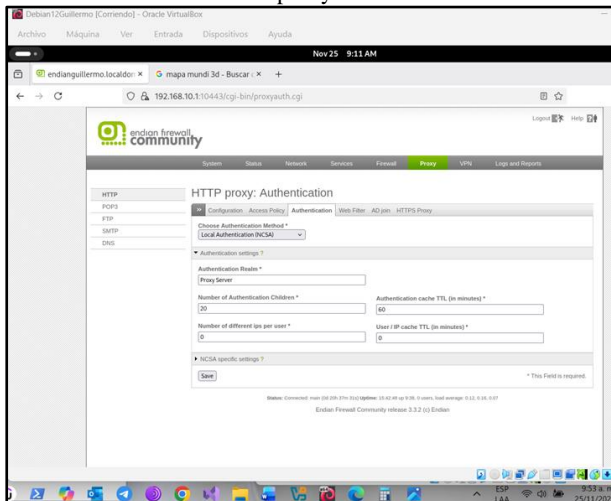 Debian12Guillermo [Corriendo] - Oracle VirtualBox
Archivo Máquina Ver Entrada Dispositivos Ayuda
Nov 25 9:11 AM
endianguillermo.localdon × mapa mundi 3d - Buscar c × +
192.168.10.1:10443/cgi-bin/proxyauth.cgi
Logout Help
endian firewall
community
System Status Network Services Firewall Proxy VPN Logs and Reports
HTTP
POP3
FTP
SMTP
DNS
HTTP proxy: Authentication
>> Configuration Access Policy Authentication Web Filter AD join HTTPS Proxy
Choose Authentication Method *
Local Authentication (NCSA)
Authentication settings ?
Authentication Realm *
Proxy Server
Number of Authentication Children * Authentication cache TTL (in minutes) *
20 60
Number of different ips per user * User / IP cache TTL (in minutes) *
0 0
NCSA specific settings ?
Save * This Field is required.
Endian Firewall Community release 3.3.2 (c) Endian
ESP 9:53 a.
LAA 25/11/20